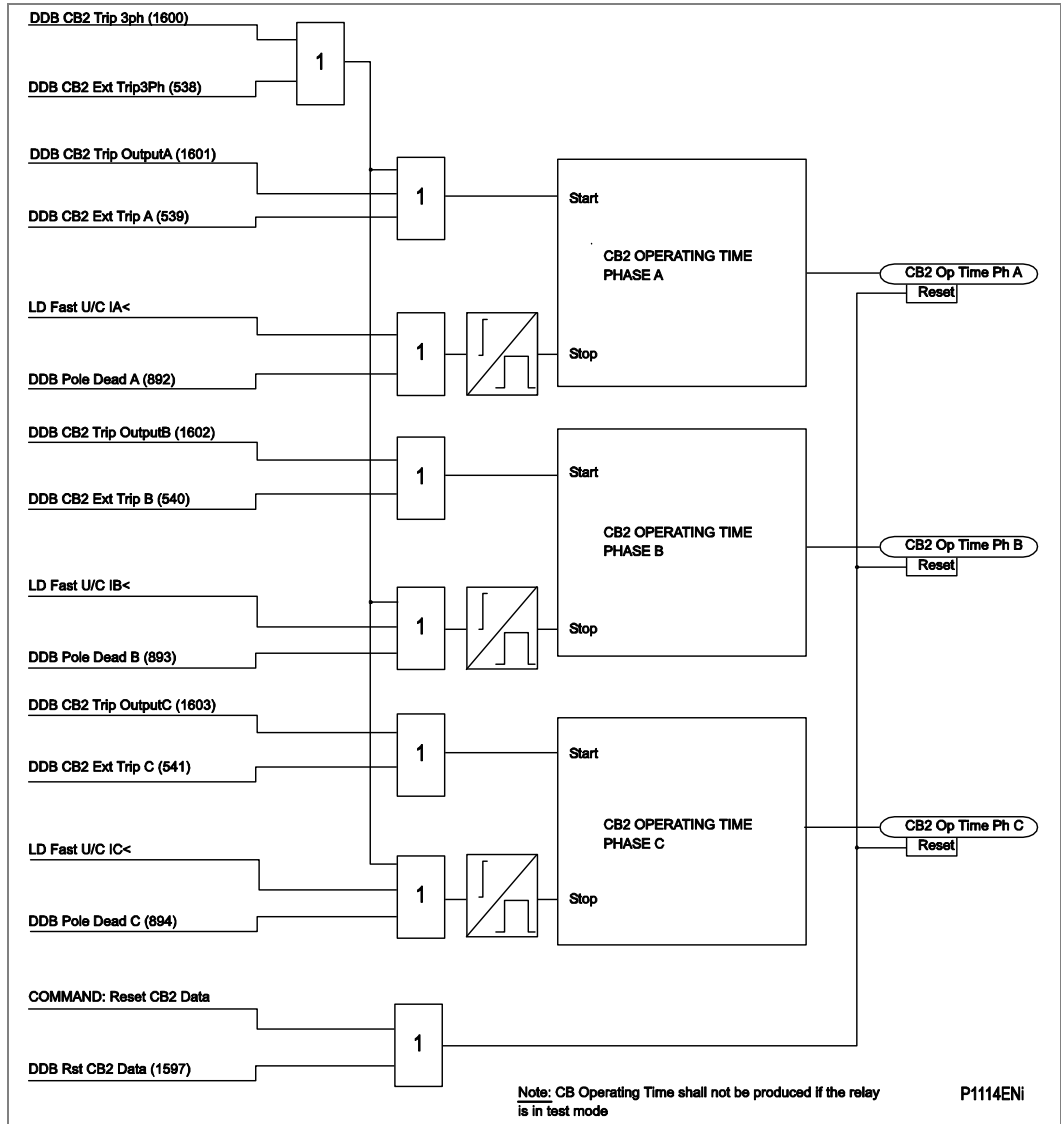 DDB CB2 Trip 3ph (1600)
1
DDB CB2 Ext Trip3Ph (538)
DDB CB2 Trip OutputA (1601)
1
Start
DDB CB2 Ext Trip A (539)
CB2 OPERATING TIME
PHASE A
CB2 Op Time Ph A
Reset
LD Fast U/C IA<
1
Stop
DDB Pole Dead A (892)
DDB CB2 Trip OutputB (1602)
1
Start
DDB CB2 Ext Trip B (540)
CB2 OPERATING TIME
PHASE B
CB2 Op Time Ph B
Reset
LD Fast U/C IB<
1
Stop
DDB Pole Dead B (893)
DDB CB2 Trip OutputC (1603)
1
Start
DDB CB2 Ext Trip C (541)
CB2 OPERATING TIME
PHASE C
CB2 Op Time Ph C
Reset
LD Fast U/C IC<
1
Stop
DDB Pole Dead C (894)
COMMAND: Reset CB2 Data
1
DDB Rst CB2 Data (1597)
Note: CB Operating Time shall not be produced if the relay
is in test mode
P1114ENi